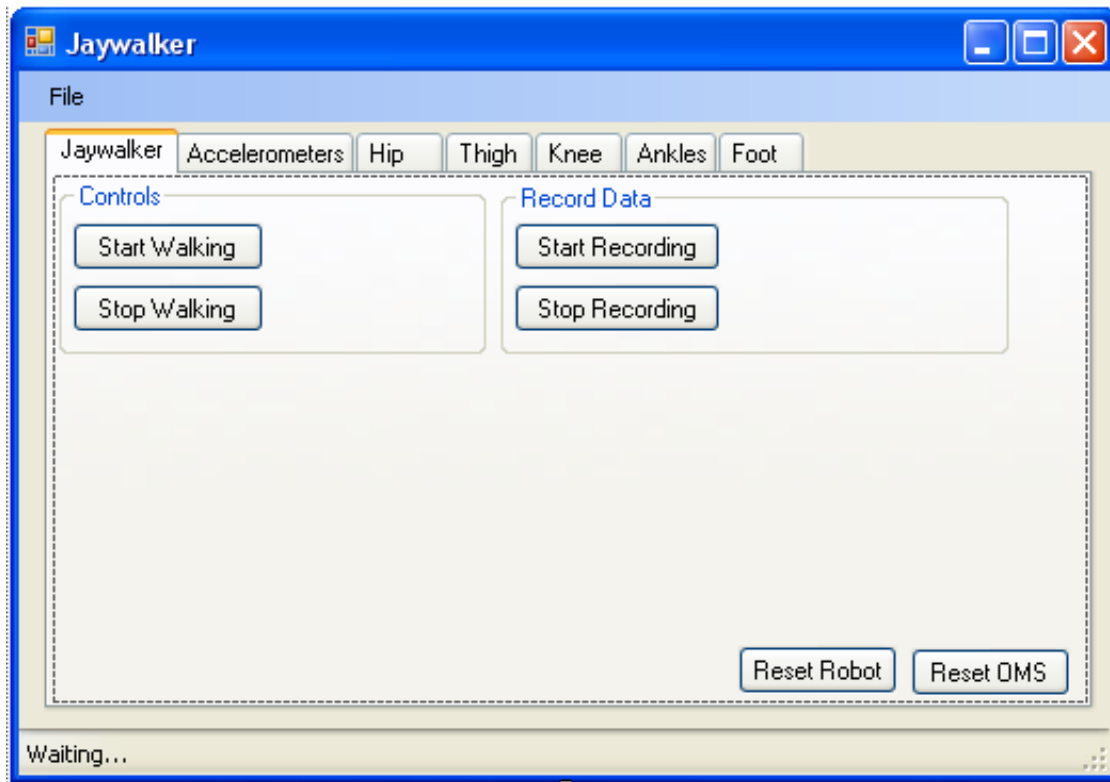 Jaywalker
File
Jaywalker Accelerometers Hip Thigh Knee Ankles Foot
Controls
Start Walking
Stop Walking
Record Data
Start Recording
Stop Recording
Reset Robot Reset OMS
Waiting...